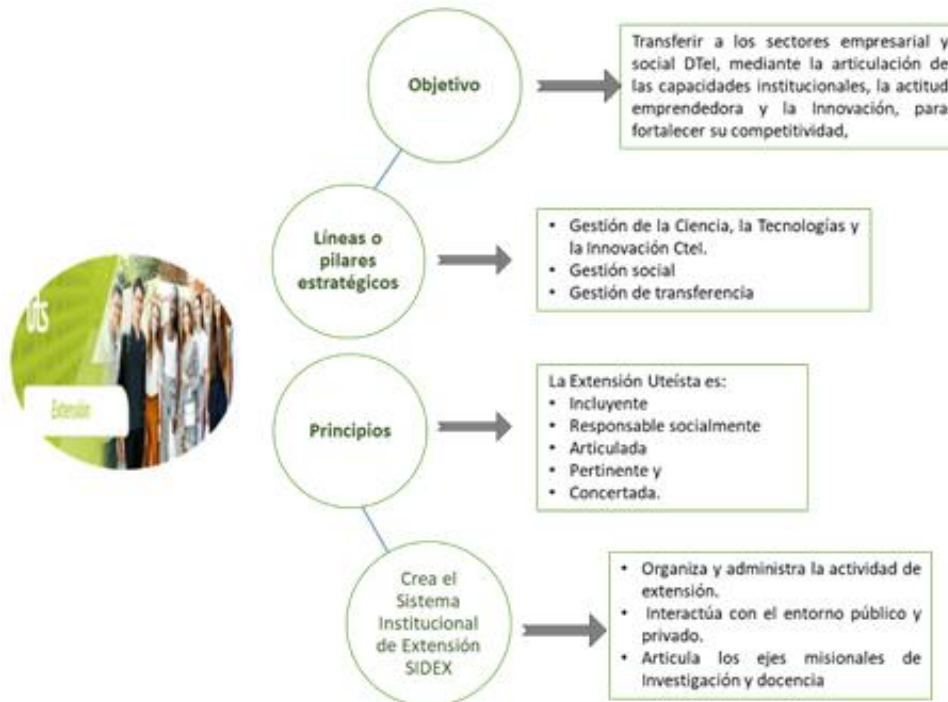 Objetivo
Transferir a los sectores empresarial y
social DTeI, mediante la articulación de
las capacidades institucionales, la actitud
emprendedora y la Innovación, para
fortalecer su competitividad,
Líneas o
pilares
estratégicos
• Gestión de la Ciencia, la Tecnologías y
la Innovación CteI.
• Gestión social
• Gestión de transferencia
uts
Extensión
Principios
La Extensión Uteísta es:
• Incluyente
• Responsable socialmente
• Articulada
• Pertinente y
• Concertada.
Crea el
Sistema
Institucional
de Extensión
SIDEX
• Organiza y administra la actividad de
extensión.
• Interactúa con el entorno público y
privado.
• Articula los ejes misionales de
Investigación y docencia